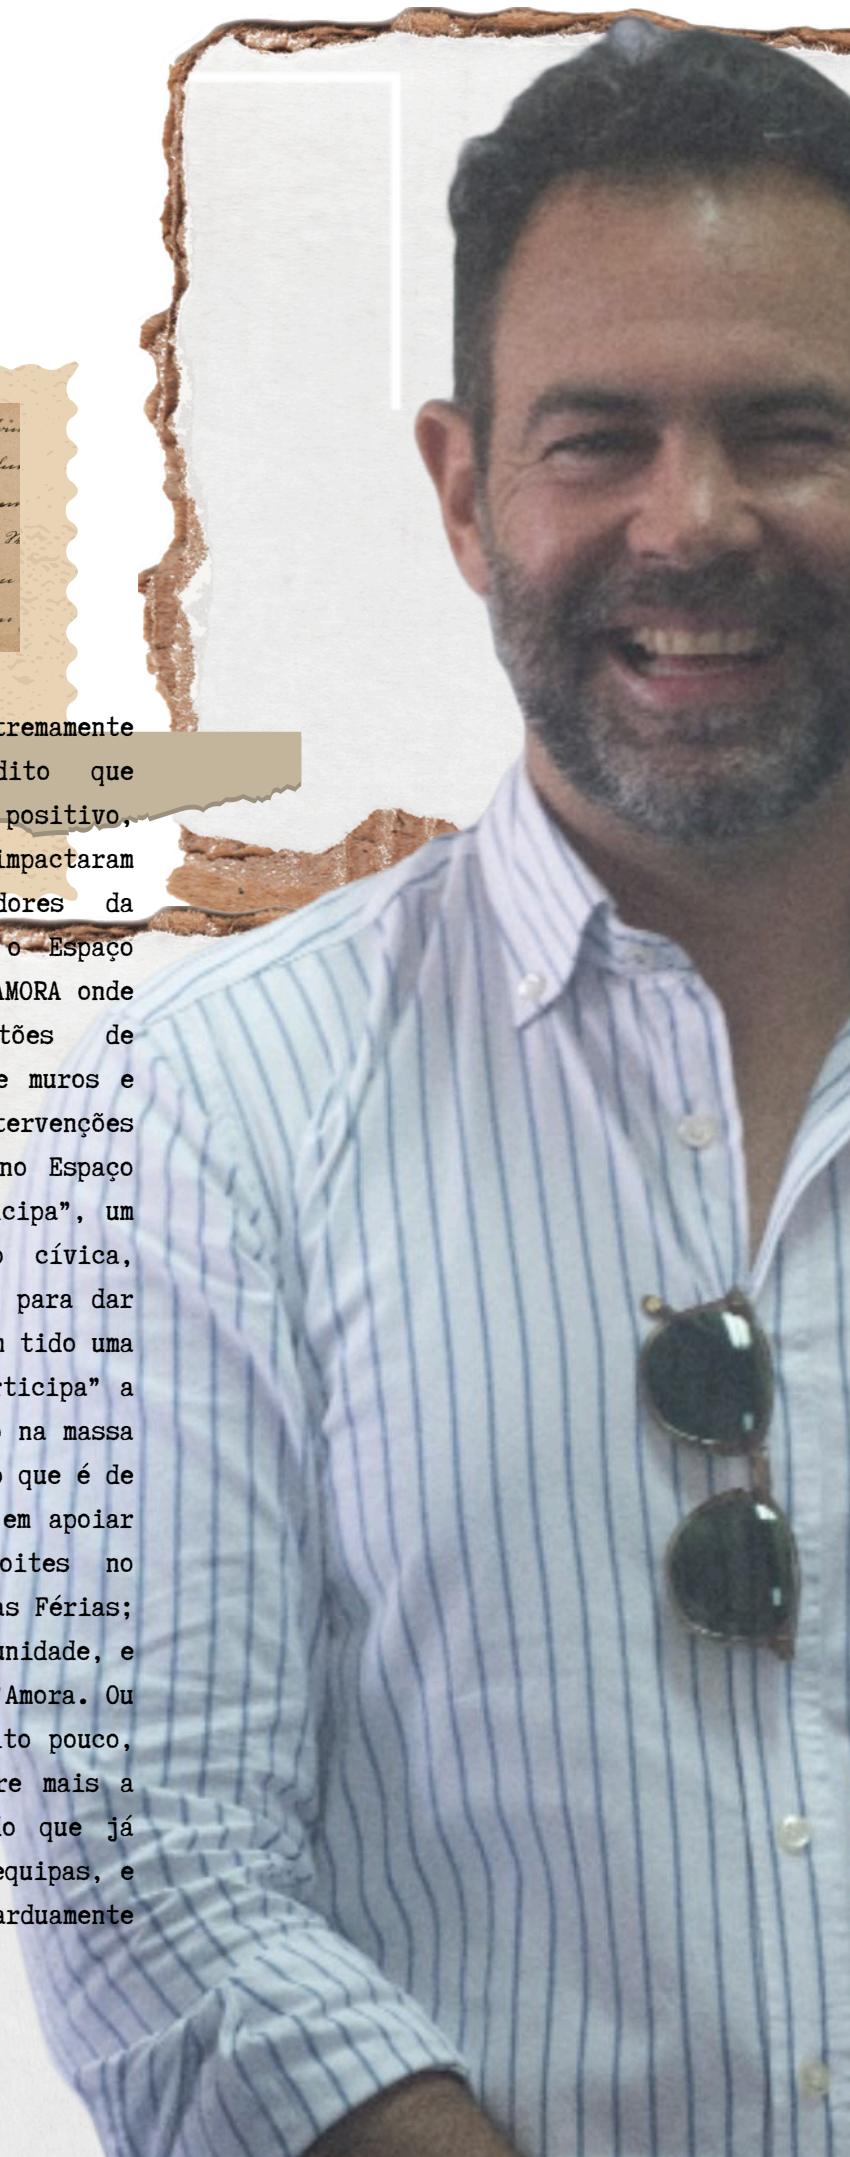 tremamente
dito que
positivo,
impactaram
dores da
o Espaço
AMORA onde
tões de
e muros e
tervenções
no Espaço
cipa”, um
o cívica,
para dar
m tido uma
rticipa” a
o na massa
o que é de
em apoiar
oites no
as Férias;
unidade, e
'Amora. Ou
ito pouco,
re mais a
do que já
equipas, e
arduamente